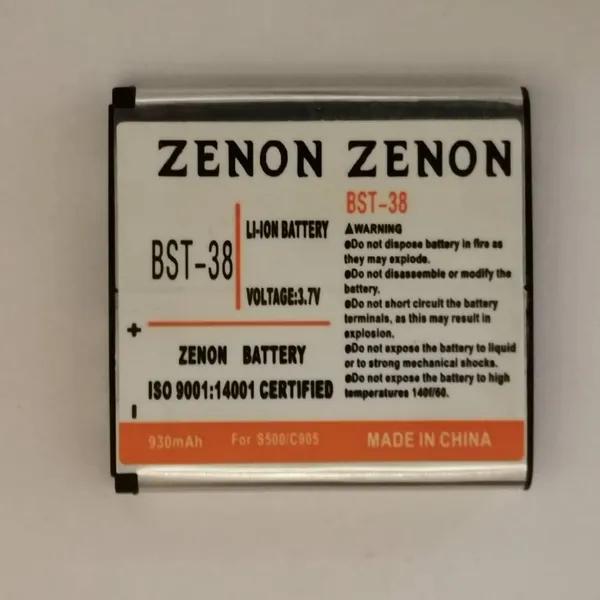 ZENON ZENON
BST-38
LI-ION BATTERY
VOLTAGE:3.7V
+
ZENON BATTERY
ISO 9001:14001 CERTIFIED
-
BST-38
⚠WARNING
●Do not dispose battery in fire as
they may explode.
●Do not disassemble or modify the
battery.
●Do not short circuit the battery
terminals, as this may result in
explosion.
●Do not expose the battery to liquid
or to strong mechanical shocks.
●Do not expose the battery to high
temperatures 140f/60.
930mAh For S500/C905 MADE IN CHINA